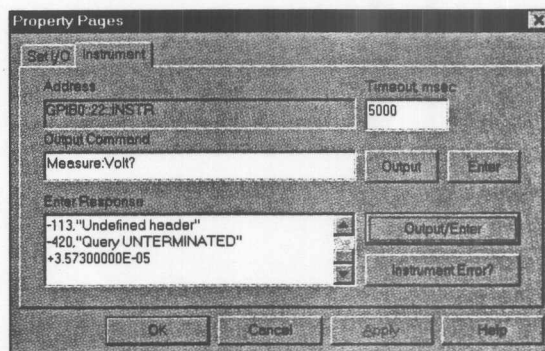 Property Pages
Set I/O Instrument
Address Timeout, msec
GPIB0::22::INSTR 5000
Output Command
Measure:Volt? Output Enter
Enter Response
-113,"Undefined header"
-420,"Query UNTERMINATED"
+3.57300000E-05
Output/Enter
Instrument Error?
OK Cancel Apply Help